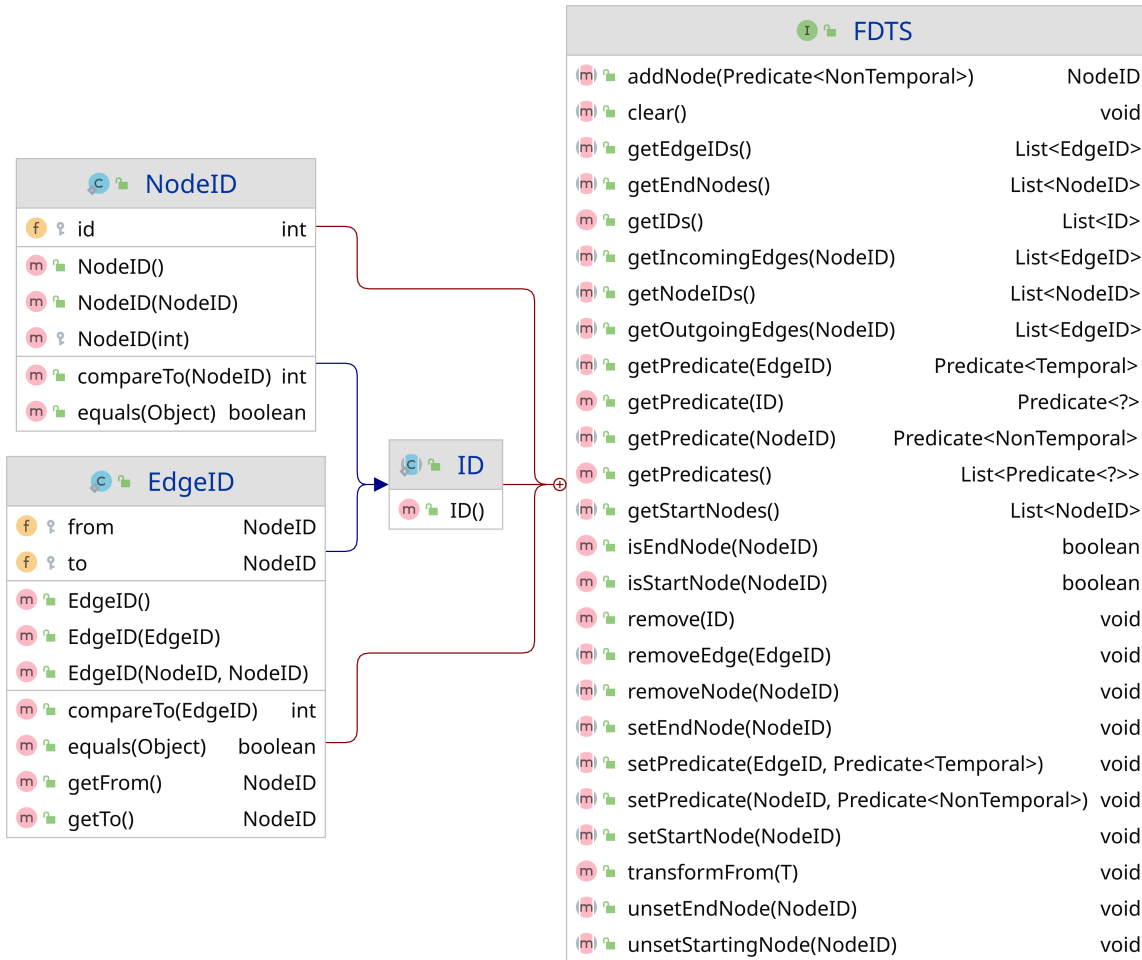 NodeID
id int
NodeID()
NodeID(NodeID)
NodeID(int)
compareTo(NodeID) int
equals(Object) boolean
EdgeID
from NodeID
to NodeID
EdgeID()
EdgeID(EdgeID)
EdgeID(NodeID, NodeID)
compareTo(EdgeID) int
equals(Object) boolean
getFrom() NodeID
getTo() NodeID
ID
ID()
FDTS
addNode(Predicate<NonTemporal>) NodeID
clear() void
getEdgeIDs() List<EdgeID>
getEndNodes() List<NodeID>
getIDs() List<ID>
getIncomingEdges(NodeID) List<EdgeID>
getNodeIDs() List<NodeID>
getOutgoingEdges(NodeID) List<EdgeID>
getPredicate(EdgeID) Predicate<Temporal>
getPredicate(ID) Predicate<?>
getPredicate(NodeID) Predicate<NonTemporal>
getPredicates() List<Predicate<?>>
getStartNodes() List<NodeID>
isEndNode(NodeID) boolean
isStartNode(NodeID) boolean
remove(ID) void
removeEdge(EdgeID) void
removeNode(NodeID) void
setEndNode(NodeID) void
setPredicate(EdgeID, Predicate<Temporal>) void
setPredicate(NodeID, Predicate<NonTemporal>) void
setStartNode(NodeID) void
transformFrom(T) void
unsetEndNode(NodeID) void
unsetStartingNode(NodeID) void